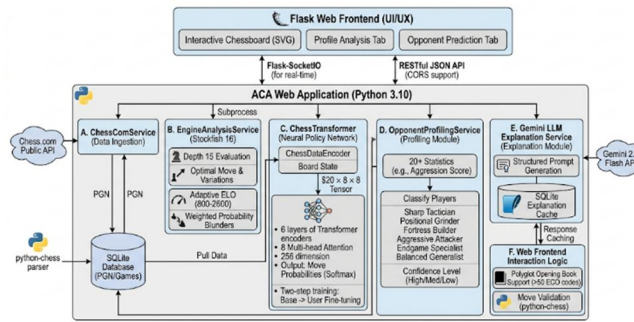 Flask Web Frontend (UI/UX)
Interactive Chessboard (SVG)
Profile Analysis Tab
Opponent Prediction Tab
Flask-SocketIO
(for real-time)
RESTful JSON API
(CORS support)
ACA Web Application (Python 3.10)
Chess.com
Public API
A. ChessComService
(Data Ingestion)
PGN
PGN
python-chess
parser
SQLite
Database
(PGN/Games)
Subprocess
B. EngineAnalysisService
(Stockfish 16)
Depth 15 Evaluation
Optimal Move &
Variations
Adaptive ELO
(800-2600)
Weighted Probability
Blunders
Pull Data
C. ChessTransformer
(Neural Policy Network)
ChessDataEncoder
Board State
$20 × 8 × 8
Tensor
• 6 layers of Transformer
encoders
• 8 Multi-head Attention
• 256 dimension
• Output: Move
Probabilities (Softmax)
• Two-step training:
Base -> User Fine-tuning
D. OpponentProfilingService
(Profiling Module)
20+ Statistics
(e.g., Aggression Score)
Classify Players
Sharp Tactician
Positional Grinder
Fortress Builder
Aggressive Attacker
Endgame Specialist
Balanced Generalist
Confidence Level
(High/Med/Low)
E. Gemini LLM
Explanation Service
(Explanation Module)
Structured Prompt
Generation
SQLite
Explanation
Cache
Gemini 2.
Flash AP
Response
Caching
F. Web Frontend
Interaction Logic
Polyglot Opening Book
Support (>50 ECO codes)
Move Validation
(python-chess)